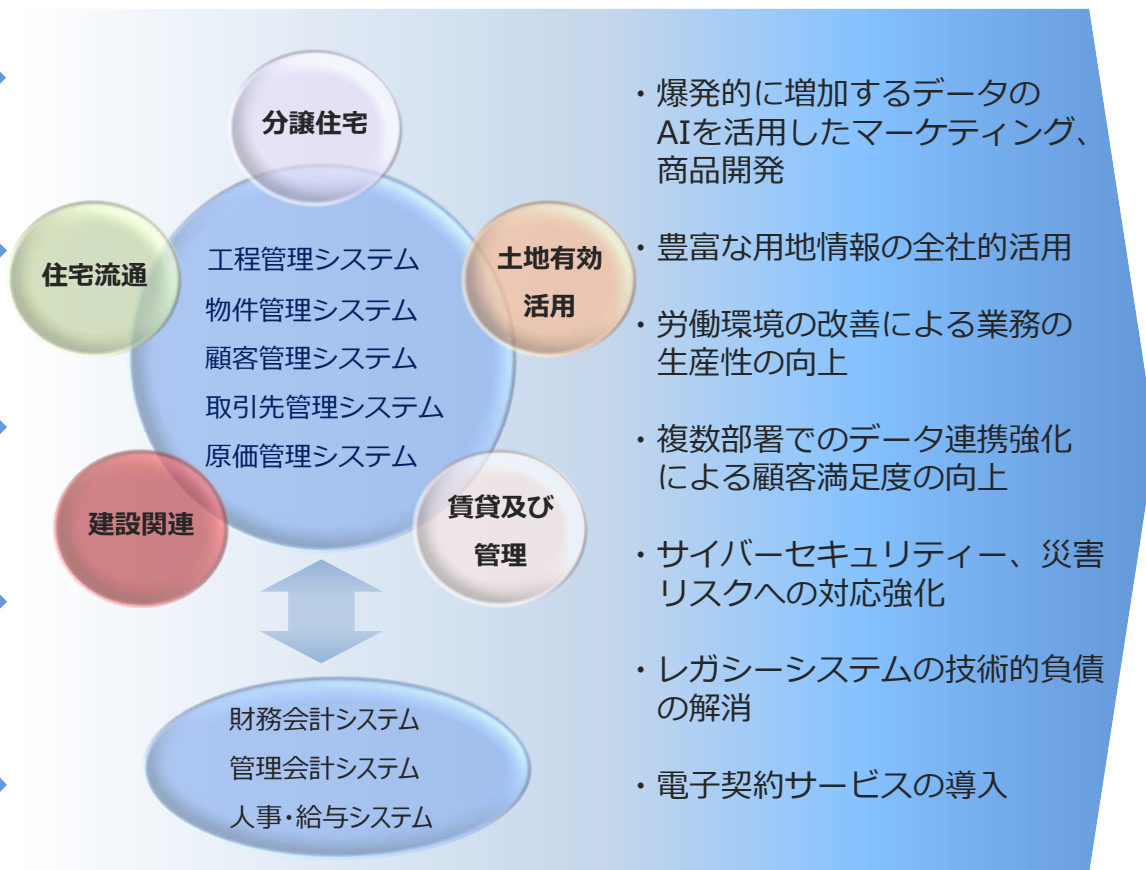 分譲住宅
住宅流通
土地有効
活用
建設関連
賃貸及び
管理
工程管理システム
物件管理システム
顧客管理システム
取引先管理システム
原価管理システム
財務会計システム
管理会計システム
人事・給与システム
・爆発的に増加するデータの
AIを活用したマーケティング、
商品開発
・豊富な用地情報の全社的活用
・労働環境の改善による業務の
生産性の向上
・複数部署でのデータ連携強化
による顧客満足度の向上
・サイバーセキュリティー、災害
リスクへの対応強化
・レガシーシステムの技術的負債
の解消
・電子契約サービスの導入